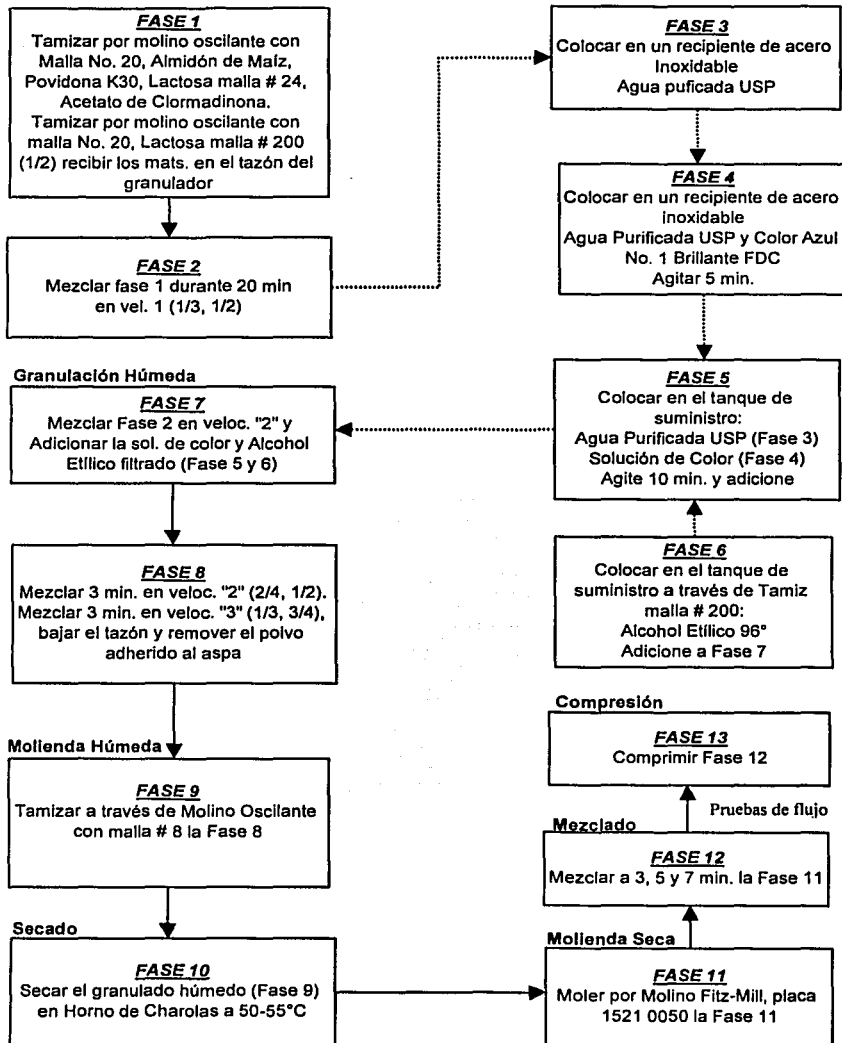 FASE 1
Tamizar por molino oscilante con
Malla No. 20, Almidón de Maíz,
Povidona K30, Lactosa malla # 24,
Acetato de Clormadinona.
Tamizar por molino oscilante con
malla No. 20, Lactosa malla # 200
(1/2) recibir los mats. en el tazón del
granulador
FASE 2
Mezclar fase 1 durante 20 min
en vel. 1 (1/3, 1/2)
FASE 3
Colocar en un recipiente de acero
Inoxidable
Agua puficada USP
FASE 4
Colocar en un recipiente de acero
inoxidable
Agua Purificada USP y Color Azul
No. 1 Brillante FDC
Agitar 5 min.
FASE 5
Colocar en el tanque de
suministro:
Agua Purificada USP (Fase 3)
Solución de Color (Fase 4)
Agite 10 min. y adicione
FASE 6
Colocar en el tanque de
suministro a través de Tamiz
malla # 200:
Alcohol Etílico 96°
Adicione a Fase 7
Granulación Húmeda
FASE 7
Mezclar Fase 2 en veloc. "2" y
Adicionar la sol. de color y Alcohol
Etílico filtrado (Fase 5 y 6)
FASE 8
Mezclar 3 min. en veloc. "2" (2/4, 1/2).
Mezclar 3 min. en veloc. "3" (1/3, 3/4),
bajar el tazón y remover el polvo
adherido al aspa
Molienda Húmeda
FASE 9
Tamizar a través de Molino Oscilante
con malla # 8 la Fase 8
Secado
FASE 10
Secar el granulado húmedo (Fase 9)
en Horno de Charolas a 50-55°C
Molienda Seca
FASE 11
Moler por Molino Fitz-Mill, placa
1521 0050 la Fase 11
Mezclado
FASE 12
Mezclar a 3, 5 y 7 min. la Fase 11
Pruebas de flujo
Compresión
FASE 13
Comprimir Fase 12